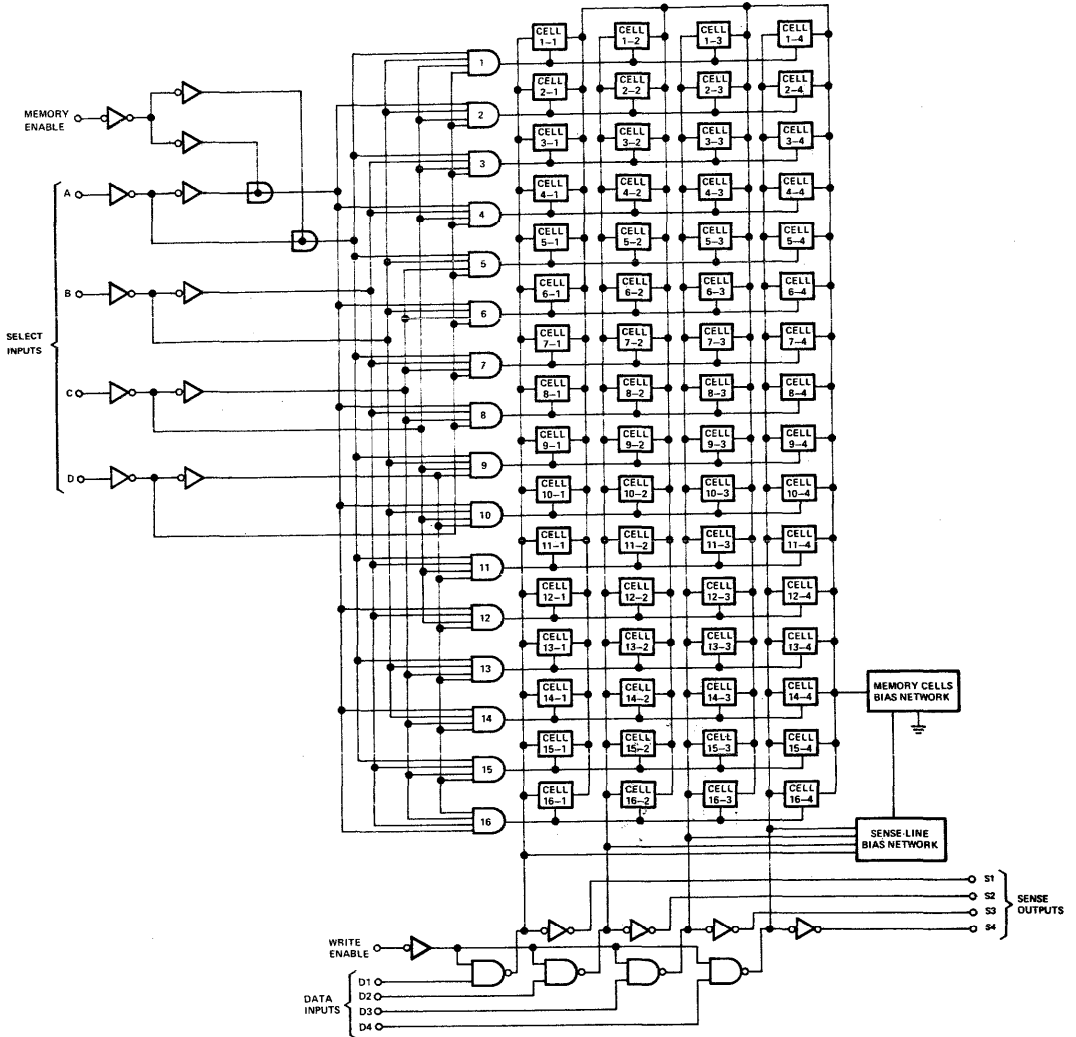 MEMORY
ENABLE
SELECT
INPUTS
A
B
C
D
1
2
3
4
5
6
7
8
9
10
11
12
13
14
15
16
CELL 1–1
CELL 1–2
CELL 1–3
CELL 1–4
CELL 2–1
CELL 2–2
CELL 2–3
CELL 2–4
CELL 3–1
CELL 3–2
CELL 3–3
CELL 3–4
CELL 4–1
CELL 4–2
CELL 4–3
CELL 4–4
CELL 5–1
CELL 5–2
CELL 5–3
CELL 5–4
CELL 6–1
CELL 6–2
CELL 6–3
CELL 6–4
CELL 7–1
CELL 7–2
CELL 7–3
CELL 7–4
CELL 8–1
CELL 8–2
CELL 8–3
CELL 8–4
CELL 9–1
CELL 9–2
CELL 9–3
CELL 9–4
CELL 10–1
CELL 10–2
CELL 10–3
CELL 10–4
CELL 11–1
CELL 11–2
CELL 11–3
CELL 11–4
CELL 12–1
CELL 12–2
CELL 12–3
CELL 12–4
CELL 13–1
CELL 13–2
CELL 13–3
CELL 13–4
CELL 14–1
CELL 14–2
CELL 14–3
CELL 14–4
CELL 15–1
CELL 15–2
CELL 15–3
CELL 15–4
CELL 16–1
CELL 16–2
CELL 16–3
CELL 16–4
MEMORY CELLS
BIAS NETWORK
SENSE-LINE
BIAS NETWORK
S1
S2
S3
S4
SENSE
OUTPUTS
WRITE
ENABLE
DATA
INPUTS
D1
D2
D3
D4